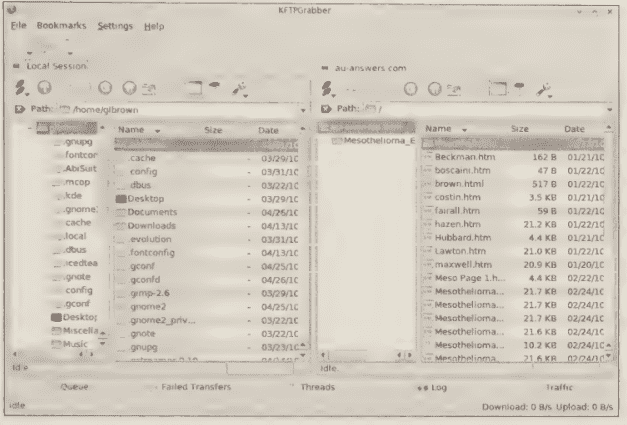 KFTPGrabber
File Bookmarks Settings Help
Local Session
au-answers.com
Path: /home/glbrown
Path: /
Name Size Date
Name Size Date
.gnupg
fontcor
.AbiSuit
.mcop
.kde
.gnome
cache
.local
.dbus
.icedtea
.gnote
config
.gconf
Desktop
Miscella
Music
.cache - 03/29/1C
config - 03/31/1C
dbus - 03/22/1C
Desktop - 03/29/1C
Documents - 04/26/1C
Downloads - 04/13/1C
.evolution - 03/31/1C
.fontconfig - 04/13/1C
gconf - 04/25/1C
gconfd - 04/26/1C
gimp-2.6 - 03/29/1C
gnome2 - 04/25/1C
gnome2_priv... - 03/22/1C
gnote - 03/22/1C
gnupg - 03/23/1C
Mesothelioma_E
Beckman.htm 162 B 01/21/1C
boscaini.htm 47 B 01/22/1C
brown.html 517 B 01/22/1C
costin.htm 3.5 KB 01/21/1C
fairall.htm 59 B 01/22/1C
hazen.htm 21.2 KB 01/22/1C
Hubbard.htm 4.4 KB 01/21/1C
Lawton.htm 21.0 KB 01/22/1C
maxwell.htm 20.9 KB 01/20/1C
Meso Page 1.h... 4.4 KB 02/22/1C
Mesothelioma... 21.7 KB 02/24/1C
Mesothelioma... 21.7 KB 02/24/1C
Mesothelioma... 21.7 KB 02/24/1C
Mesothelioma... 21.6 KB 02/24/1C
Mesothelioma... 10.2 KB 02/24/1C
Mesothelioma... 21.6 KB 02/24/1C
Idle
Idle.
Queue Failed Transfers Threads Log Traffic
idle
Download: 0 B/s Upload: 0 B/s